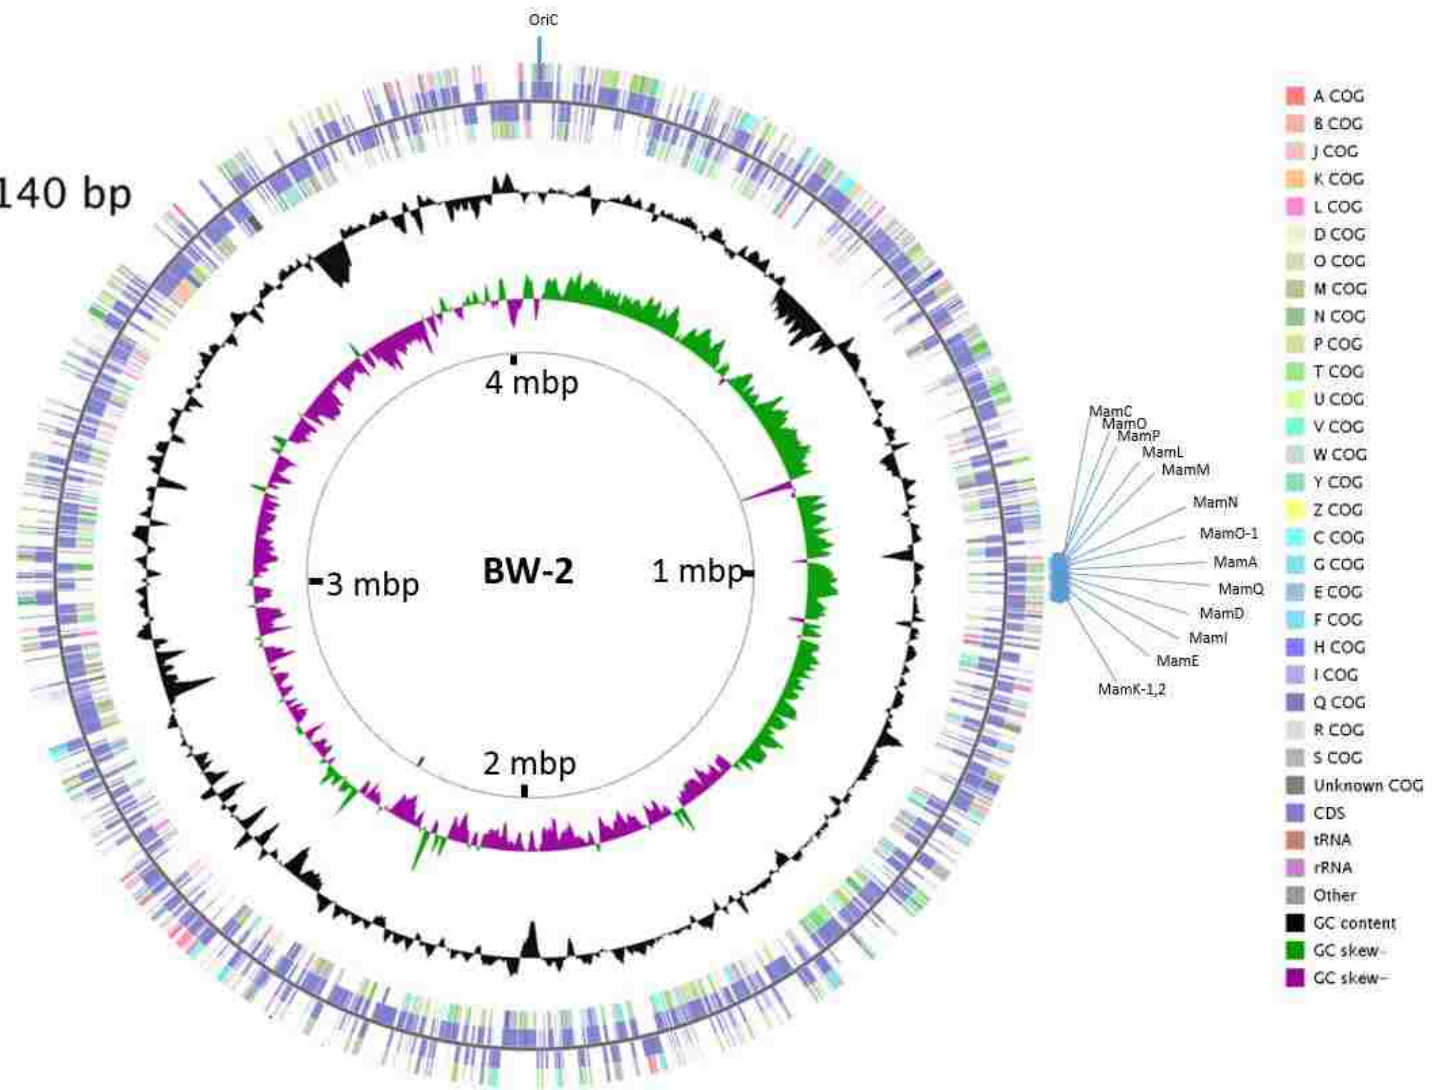 OriC
140 bp
4 mbp
BW-2
1 mbp
3 mbp
2 mbp
MamC
MamO
MamP
MamL
MamM
MamN
MamO-1
MamA
MamQ
MamD
MamI
MamE
MamK-1,2
A COG
B COG
J COG
K COG
L COG
D COG
O COG
M COG
N COG
P COG
T COG
U COG
V COG
W COG
Y COG
Z COG
C COG
G COG
E COG
F COG
H COG
I COG
Q COG
R COG
S COG
Unknown COG
CDS
tRNA
rRNA
Other
GC content
GC skew-
GC skew-